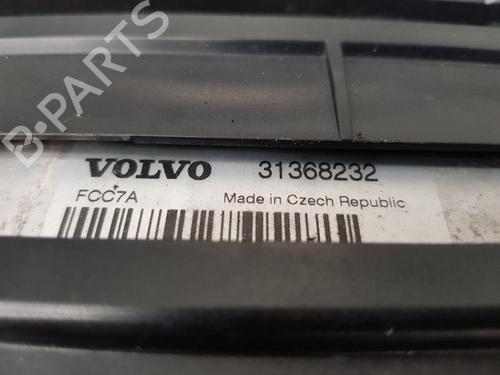 B-PARTS
VOLVO 31368232
FCC7A Made in Czech Republic